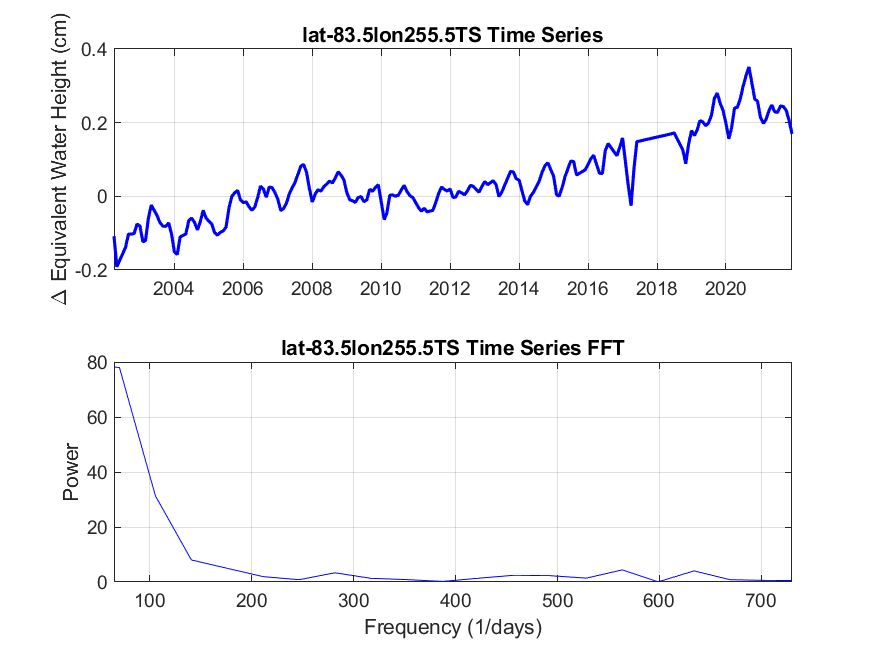 lat-83.5lon255.5TS Time Series
Δ Equivalent Water Height (cm)
0.4
0.2
0
-0.2
2004 2006 2008 2010 2012 2014 2016 2018 2020
lat-83.5lon255.5TS Time Series FFT
Power
80
60
40
20
0
100 200 300 400 500 600 700
Frequency (1/days)